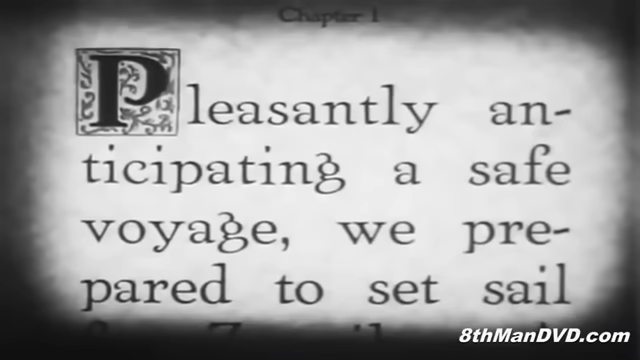 Chapter 1
Pleasantly an-
ticipating a safe
voyage, we pre-
pared to set sail
8thManDVD.com